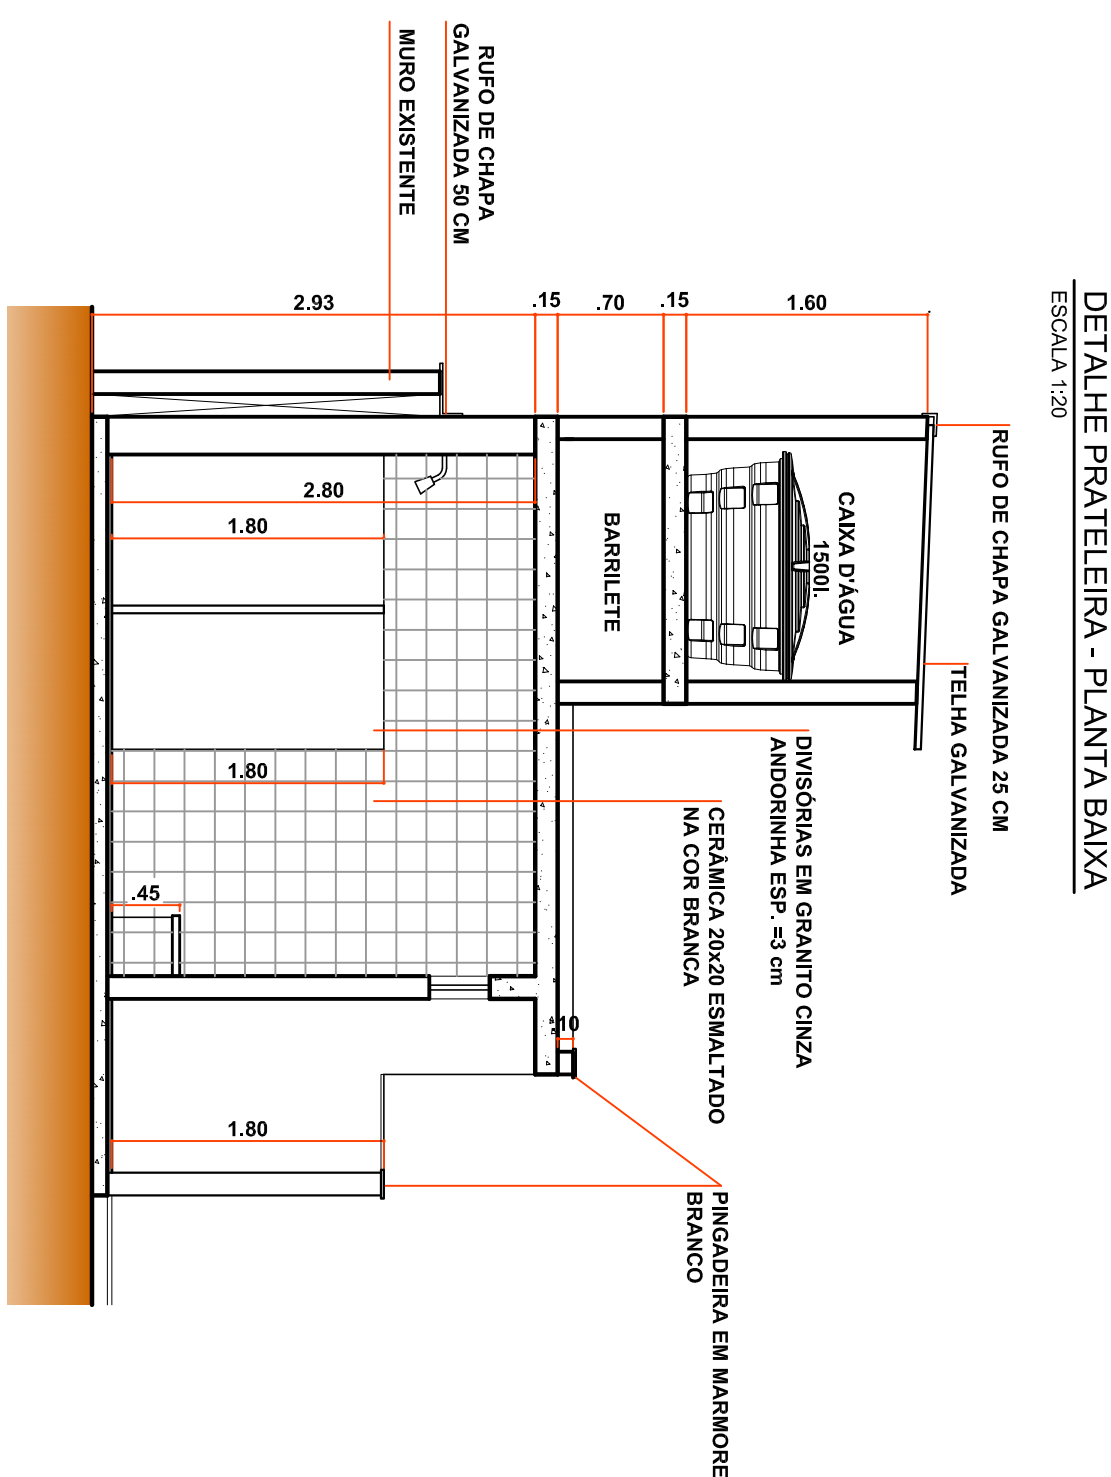 DETALHE PRATELEIRA - PLANTA BAIXA
ESCALA 1:20
RUFO DE CHAPA GALVANIZADA 25 CM
TELHA GALVANIZADA
CAIXA D'ÁGUA
1500l.
BARRILETE
DIVISÓRIAS EM GRANITO CINZA
ANDORINHA ESP. =3 cm
CERÂMICA 20x20 ESMALTADO
NA COR BRANCA
PINGADEIRA EM MARMORE
BRANCO
RUFO DE CHAPA
GALVANIZADA 50 CM
MURO EXISTENTE
1.60
.15
.70
.15
2.93
2.80
1.80
1.80
.45
10
1.80